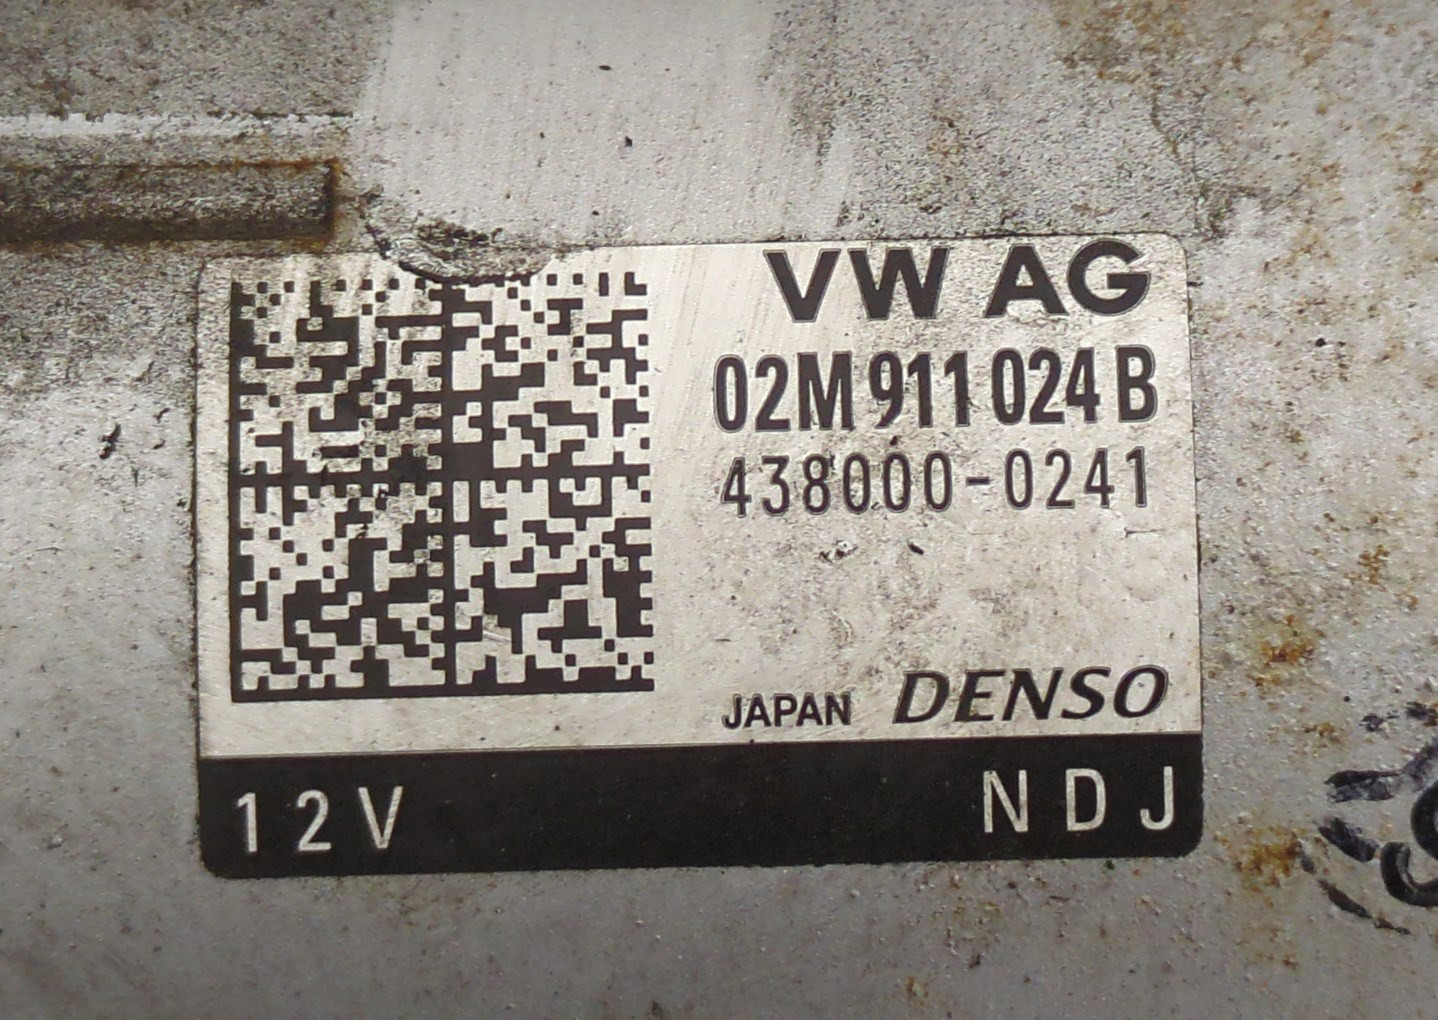 VW AG
02M 911 024 B
438000-0241
JAPAN DENSO
12V NDJ